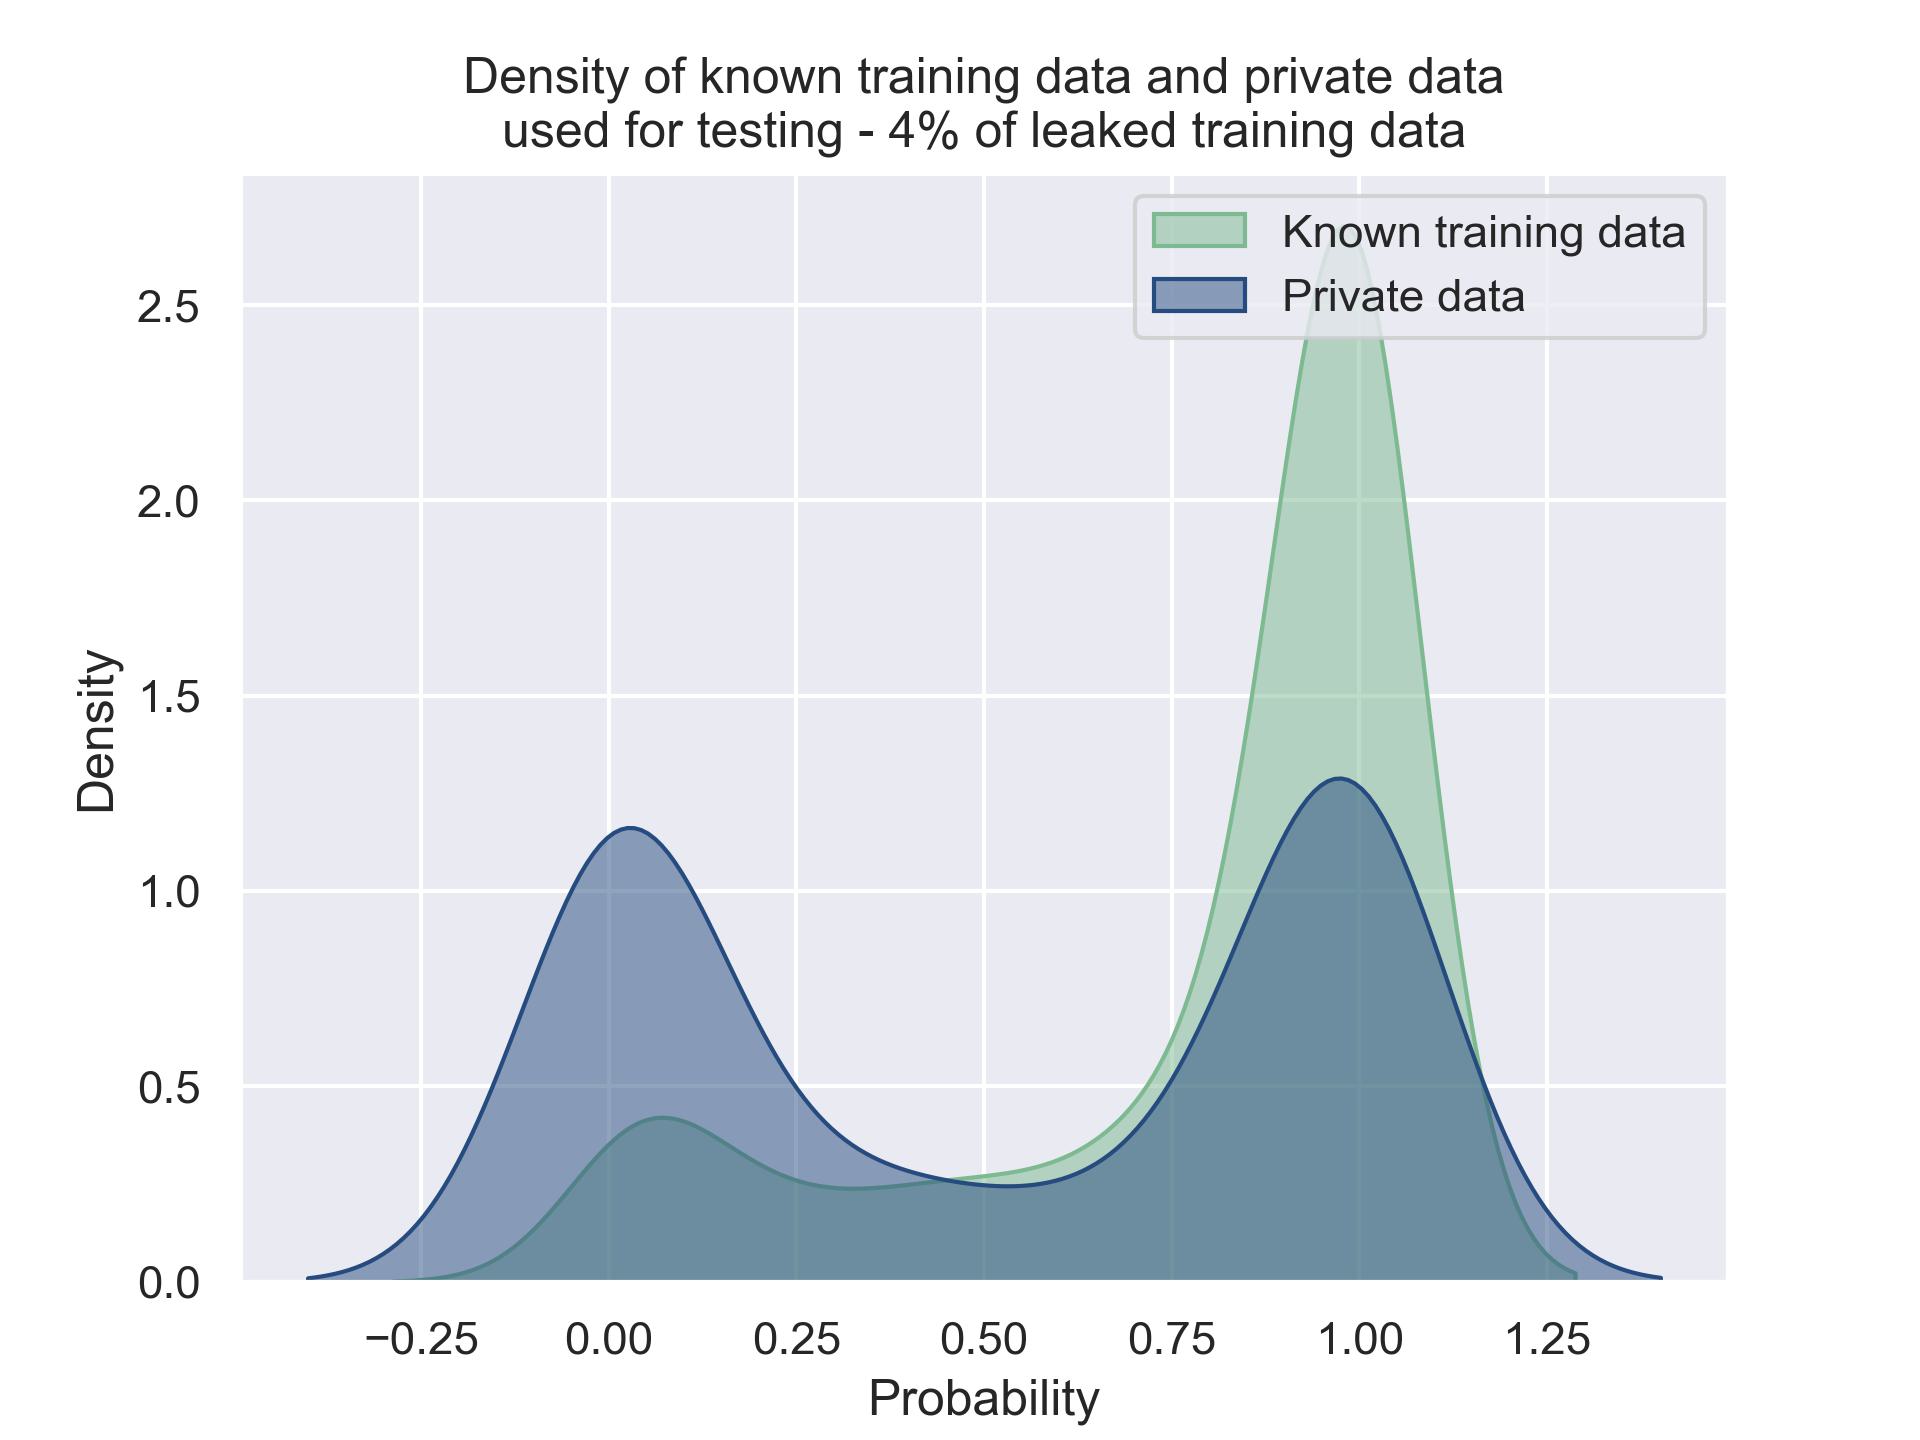 Density of known training data and private data
used for testing - 4% of leaked training data
Known training data
Private data
2.5
2.0
1.5
1.0
0.5
0.0
Density
−0.25 0.00 0.25 0.50 0.75 1.00 1.25
Probability